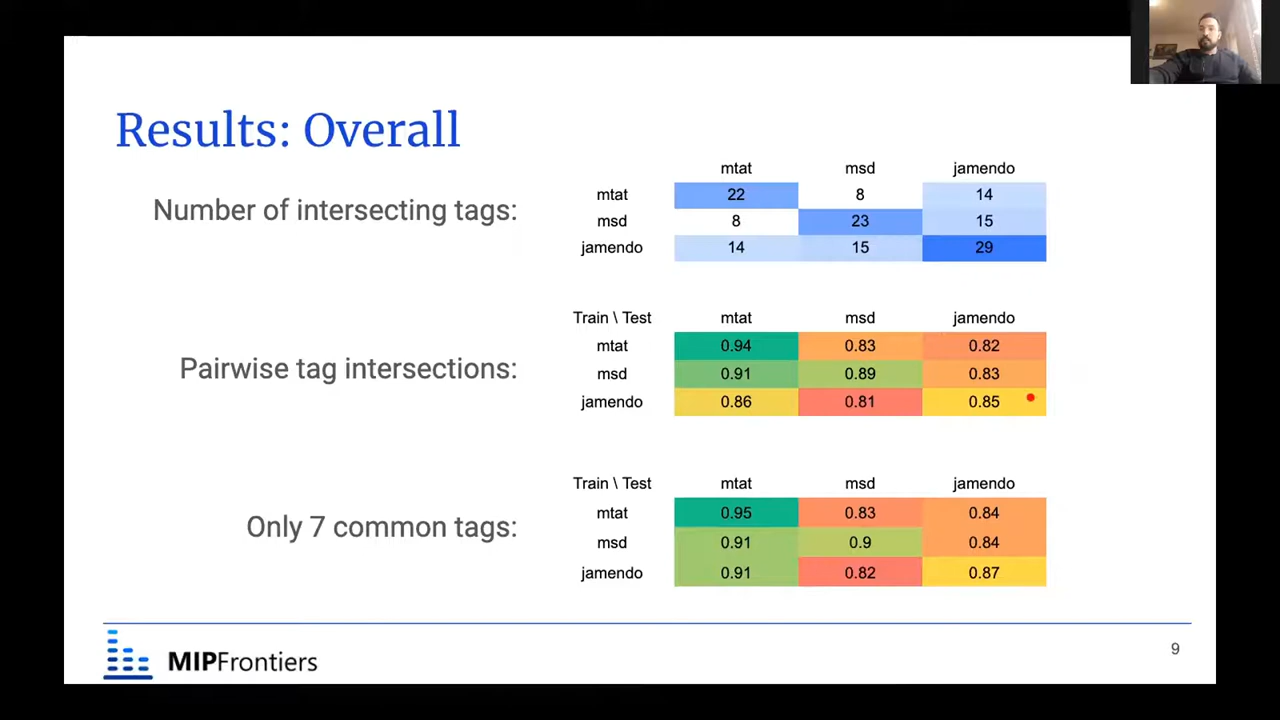 Results: Overall
Number of intersecting tags:
mtat msd jamendo
mtat 22 8 14
msd 8 23 15
jamendo 14 15 29
Pairwise tag intersections:
Train \ Test mtat msd jamendo
mtat 0.94 0.83 0.82
msd 0.91 0.89 0.83
jamendo 0.86 0.81 0.85
Only 7 common tags:
Train \ Test mtat msd jamendo
mtat 0.95 0.83 0.84
msd 0.91 0.9 0.84
jamendo 0.91 0.82 0.87
MIPFrontiers
9